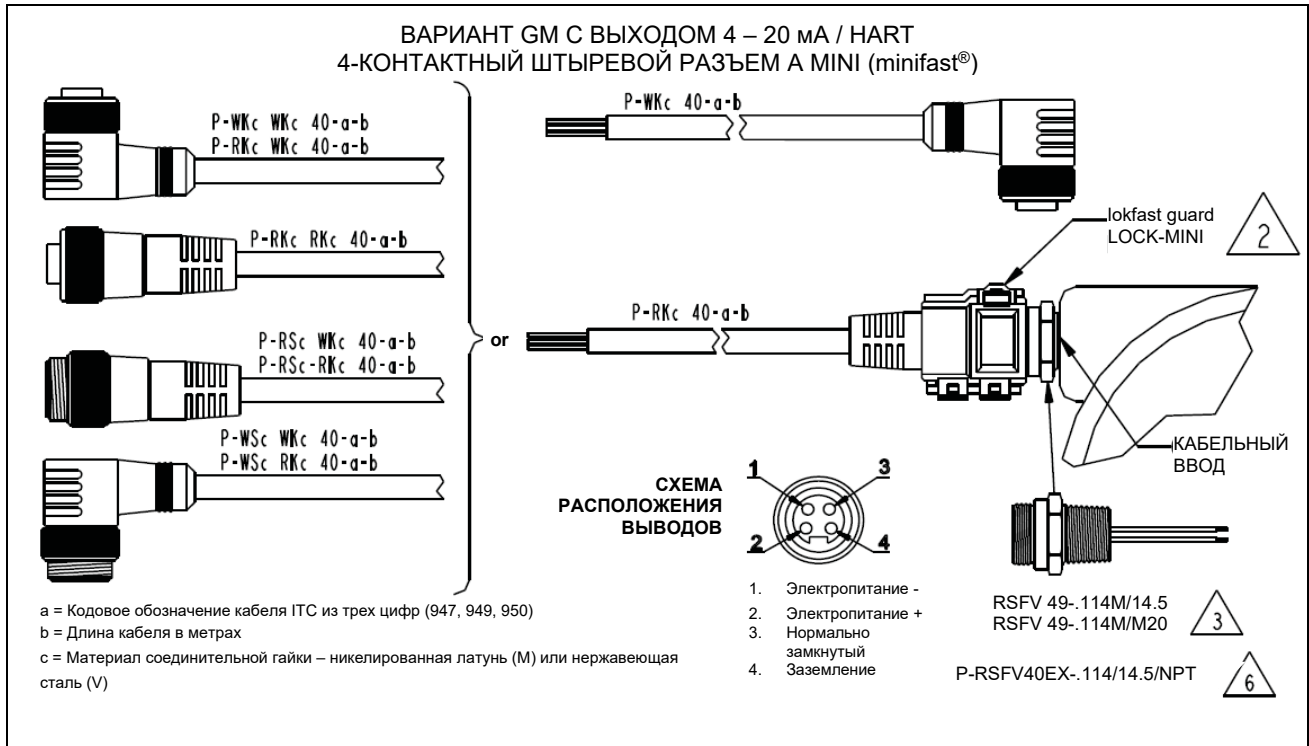 ВАРИАНТ GM С ВЫХОДОМ 4 – 20 мА / HART
4-КОНТАКТНЫЙ ШТЫРЕВОЙ РАЗЪЕМ A MINI (minifast®)
P-WKc WKc 40-a-b
P-RKc WKc 40-a-b
P-RKc RKc 40-a-b
P-RSc WKc 40-a-b
P-RSc-RKc 40-a-b
P-WSc WKc 40-a-b
P-WSc RKc 40-a-b
or
P-WKc 40-a-b
lokfast guard
LOCK-MINI
2
P-RKc 40-a-b
КАБЕЛЬНЫЙ
ВВОД
СХЕМА
РАСПОЛОЖЕНИЯ
ВЫВОДОВ
1
3
2
4
1. Электропитание -
2. Электропитание +
3. Нормально
замкнутый
4. Заземление
RSFV 49-.114M/14.5
RSFV 49-.114M/M20
3
P-RSFV40EX-.114/14.5/NPT
6
a = Кодовое обозначение кабеля ITC из трех цифр (947, 949, 950)
b = Длина кабеля в метрах
c = Материал соединительной гайки – никелированная латунь (M) или нержавеющая
сталь (V)